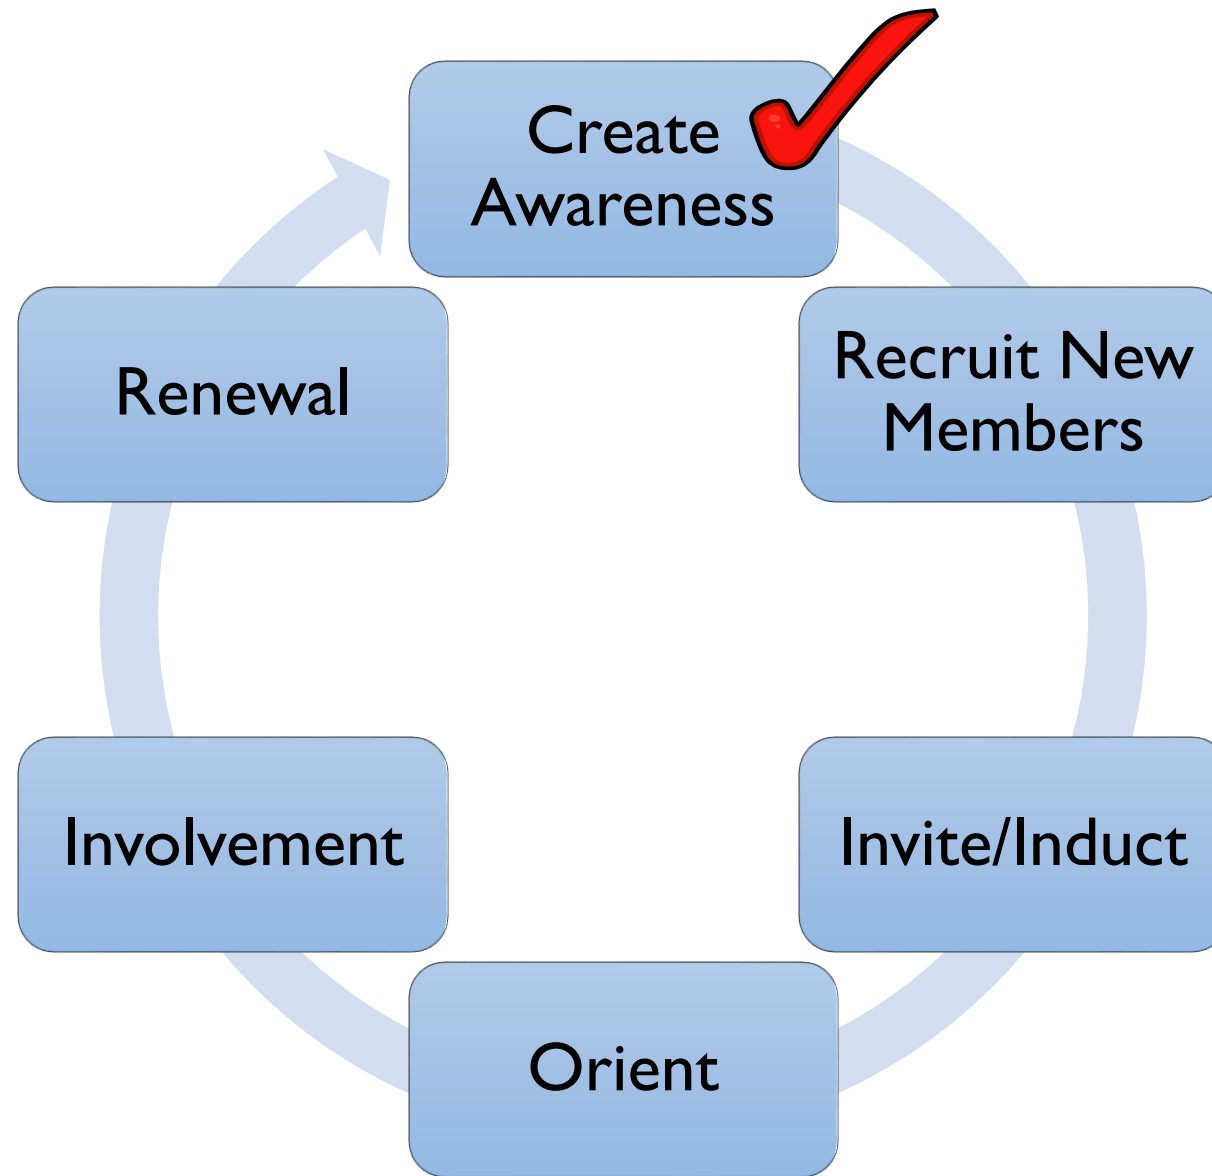 Create
Awareness
Recruit New
Members
Invite/Induct
Orient
Involvement
Renewal